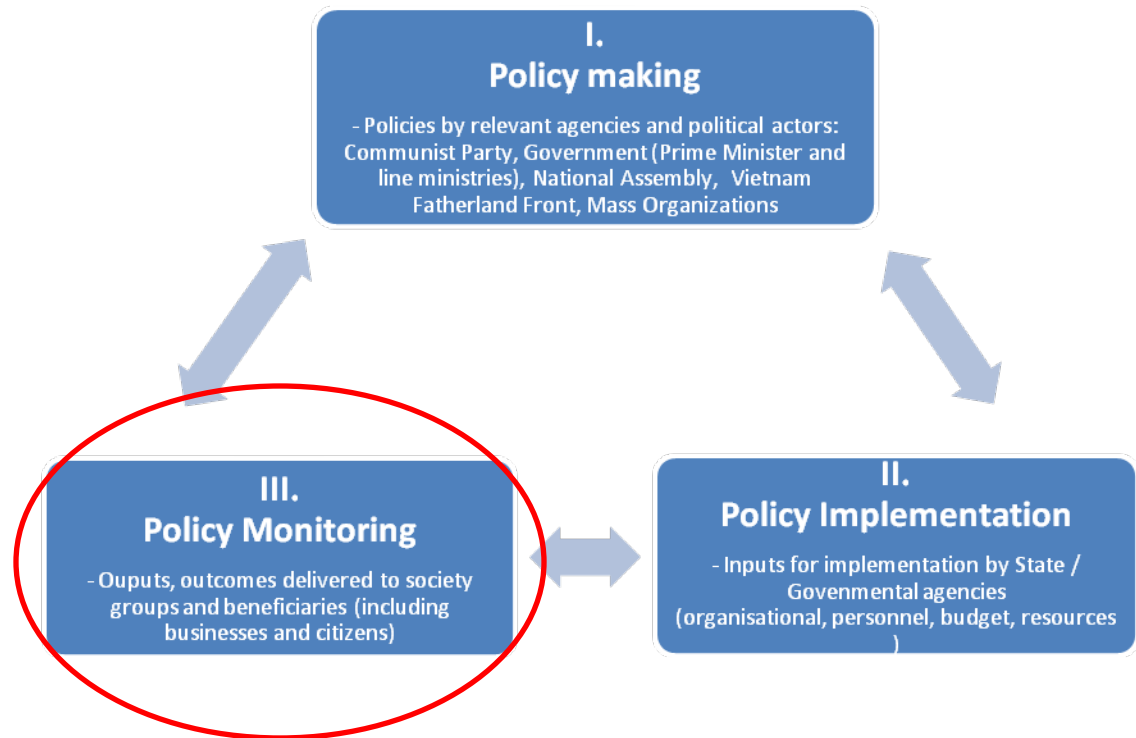 I.
Policy making
- Policies by relevant agencies and political actors:
Communist Party, Government (Prime Minister and
line ministries), National Assembly, Vietnam
Fatherland Front, Mass Organizations
III.
Policy Monitoring
- Ouputs, outcomes delivered to society
groups and beneficiaries (including
businesses and citizens)
II.
Policy Implementation
- Inputs for implementation by State /
Govenmental agencies
(organisational, personnel, budget, resources
)